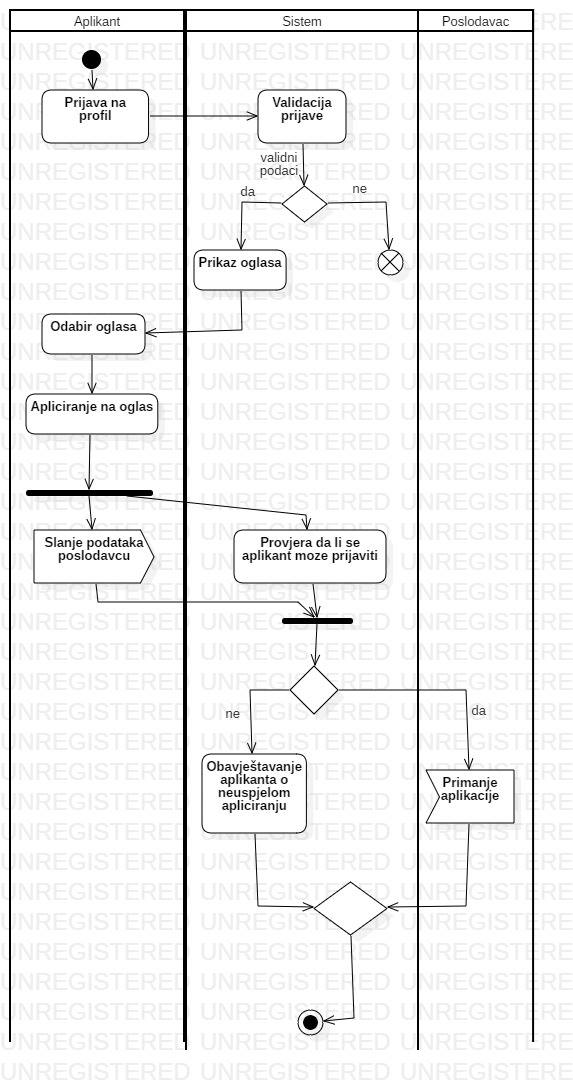 Aplikant
Sistem
Poslodavac
Prijava na
profil
Validacija
prijave
validni
podaci
da
ne
Prikaz oglasa
Odabir oglasa
Apliciranje na oglas
Slanje podataka
poslodavcu
Provjera da li se
aplikant moze prijaviti
ne
da
Obavještavanje
aplikanta o
neuspjelom
apliciranju
Primanje
aplikacije
UNREGISTERED